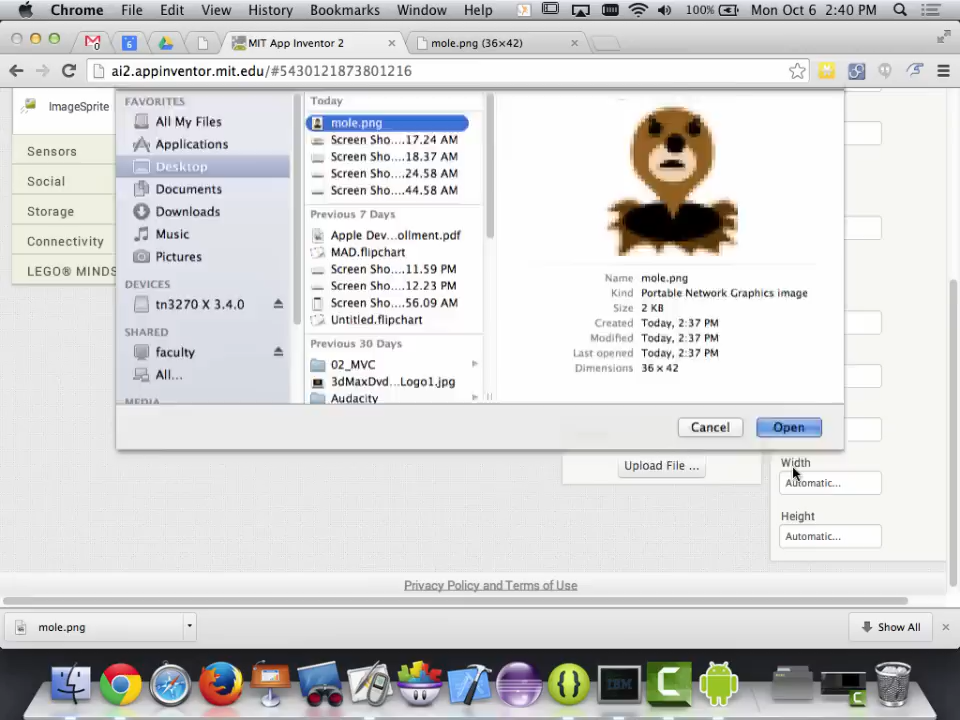 Chrome File Edit View History Bookmarks Window Help 100% Mon Oct 6 2:40 PM
6 MIT App Inventor 2 × mole.png (36×42) ×
ai2.appinventor.mit.edu/#5430121873801216
ImageSprite
Sensors
Social
Storage
Connectivity
LEGO® MINDS
FAVORITES
All My Files
Applications
Desktop
Documents
Downloads
Music
Pictures
DEVICES
tn3270 X 3.4.0
SHARED
faculty
All...
MEDIA
Today
mole.png
Screen Sho....17.24 AM
Screen Sho....18.37 AM
Screen Sho....24.58 AM
Screen Sho....44.58 AM
Previous 7 Days
Apple Dev...ollment.pdf
MAD.flipchart
Screen Sho....11.59 PM
Screen Sho....12.23 PM
Screen Sho....56.09 AM
Untitled.flipchart
Previous 30 Days
02_MVC
3dMaxDvd...Logo1.jpg
Audacity
Name mole.png
Kind Portable Network Graphics image
Size 2 KB
Created Today, 2:37 PM
Modified Today, 2:37 PM
Last opened Today, 2:37 PM
Dimensions 36 × 42
Cancel Open
Upload File ...
Width
Automatic...
Height
Automatic...
Privacy Policy and Terms of Use
mole.png
Show All ×
IBM